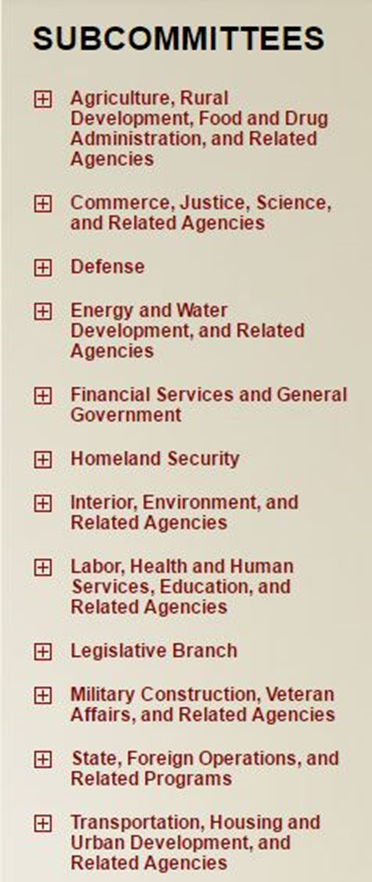 SUBCOMMITTEES
Agriculture, Rural
Development, Food and Drug
Administration, and Related
Agencies
Commerce, Justice, Science,
and Related Agencies
Defense
Energy and Water
Development, and Related
Agencies
Financial Services and General
Government
Homeland Security
Interior, Environment, and
Related Agencies
Labor, Health and Human
Services, Education, and
Related Agencies
Legislative Branch
Military Construction, Veteran
Affairs, and Related Agencies
State, Foreign Operations, and
Related Programs
Transportation, Housing and
Urban Development, and
Related Agencies